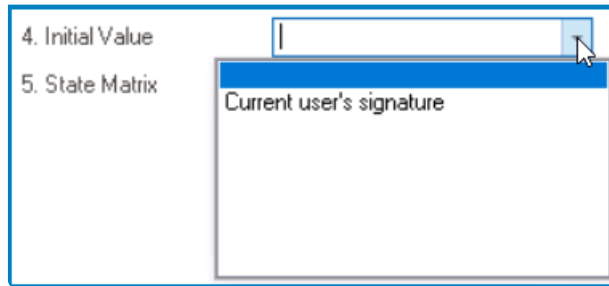 4. Initial Value
5. State Matrix
Current user's signature